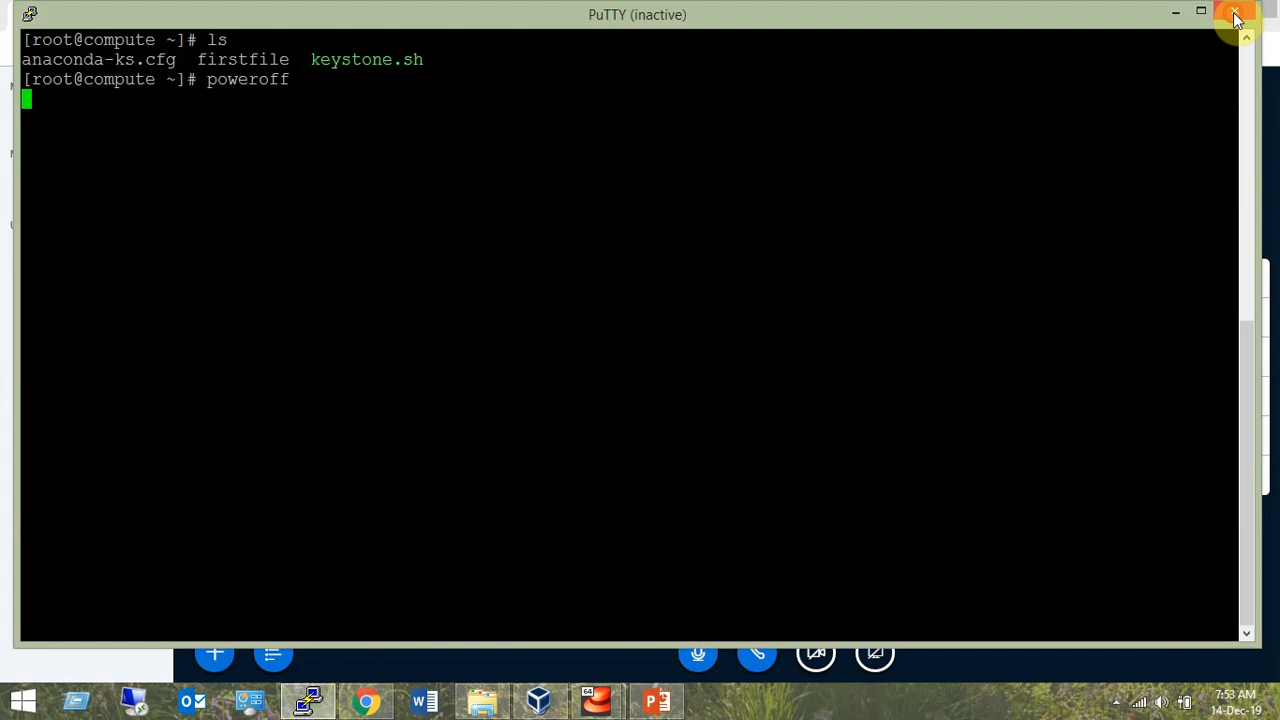 PuTTY (inactive)
[root@compute ~]# ls
anaconda-ks.cfg  firstfile  keystone.sh
[root@compute ~]# poweroff
64
7:53 AM
14-Dec-19